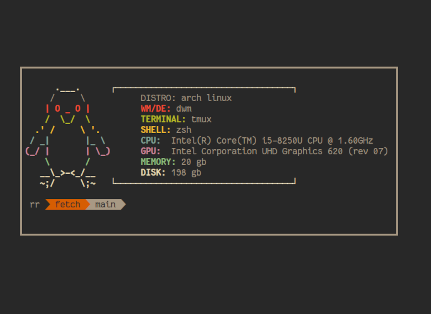 DISTRO: arch linux
WM/DE: dwm
TERMINAL: tmux
SHELL: zsh
CPU: Intel(R) Core(TM) i5-8250U CPU @ 1.60GHz
GPU: Intel Corporation UHD Graphics 620 (rev 07)
MEMORY: 20 gb
DISK: 198 gb
rr fetch main